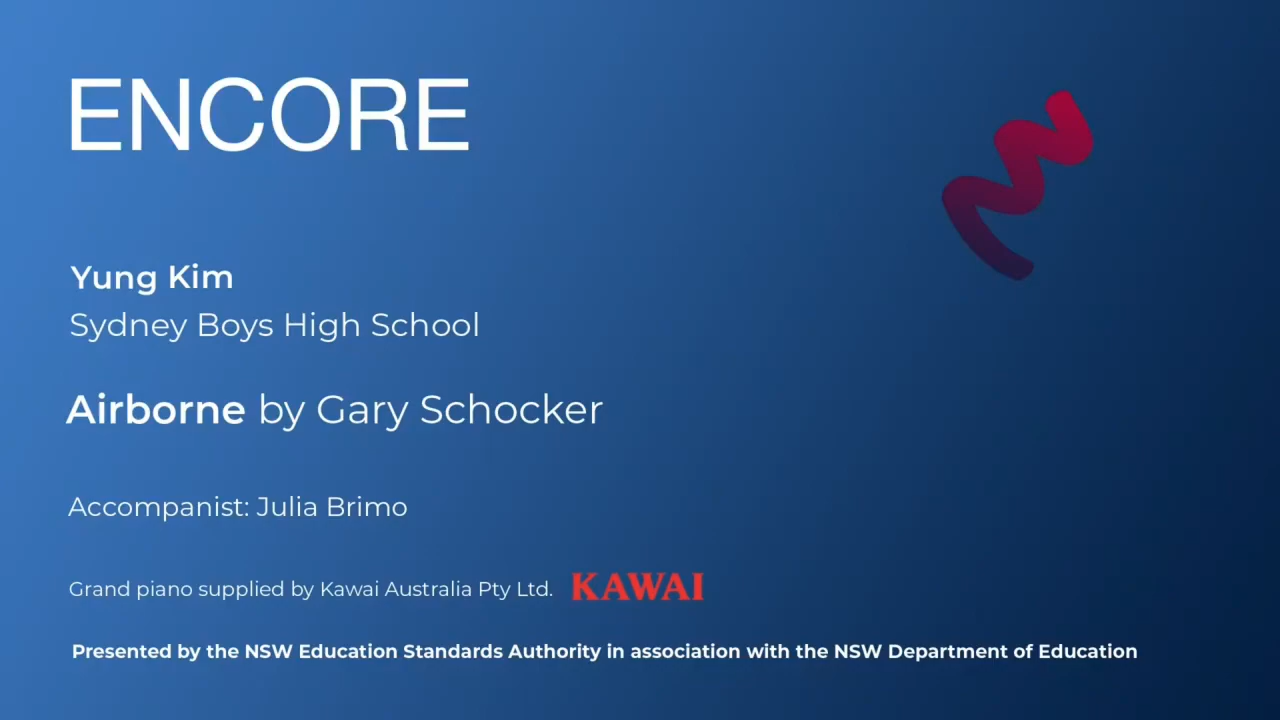 ENCORE
Yung Kim
Sydney Boys High School
Airborne by Gary Schocker
Accompanist: Julia Brimo
Grand piano supplied by Kawai Australia Pty Ltd. KAWAI
Presented by the NSW Education Standards Authority in association with the NSW Department of Education